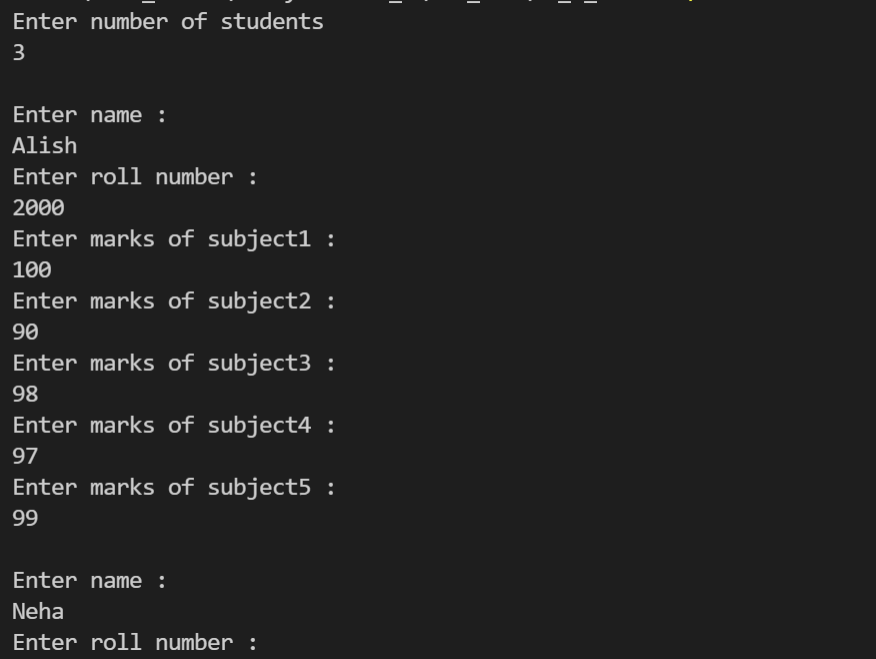 Enter number of students
3
Enter name :
Alish
Enter roll number :
2000
Enter marks of subject1 :
100
Enter marks of subject2 :
90
Enter marks of subject3 :
98
Enter marks of subject4 :
97
Enter marks of subject5 :
99
Enter name :
Neha
Enter roll number :